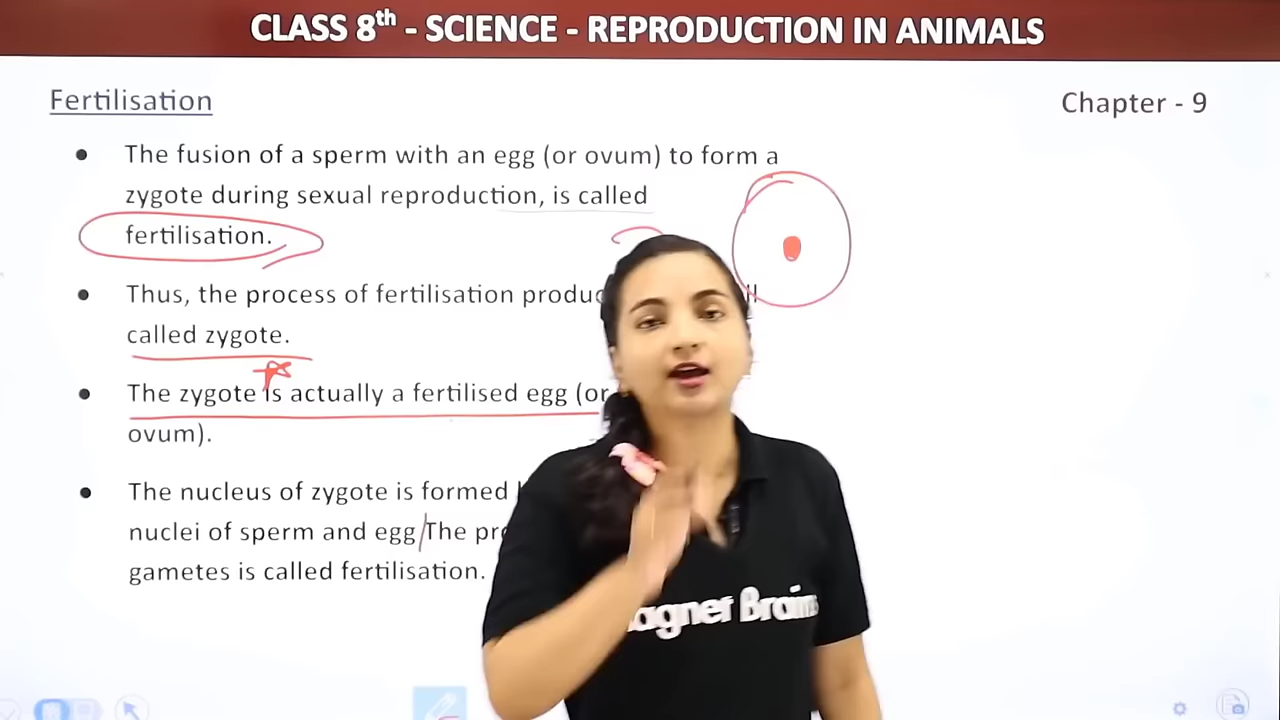 CLASS 8th - SCIENCE - REPRODUCTION IN ANIMALS
Fertilisation
Chapter - 9
• The fusion of a sperm with an egg (or ovum) to form a
zygote during sexual reproduction, is called
fertilisation.
• Thus, the process of fertilisation
called zygote.
• The zygote is actually a fertilised egg (or
ovum).
• The nucleus of zygote is formed
nuclei of sperm and egg/The
gametes is called fertilisation.
Magnet Brains